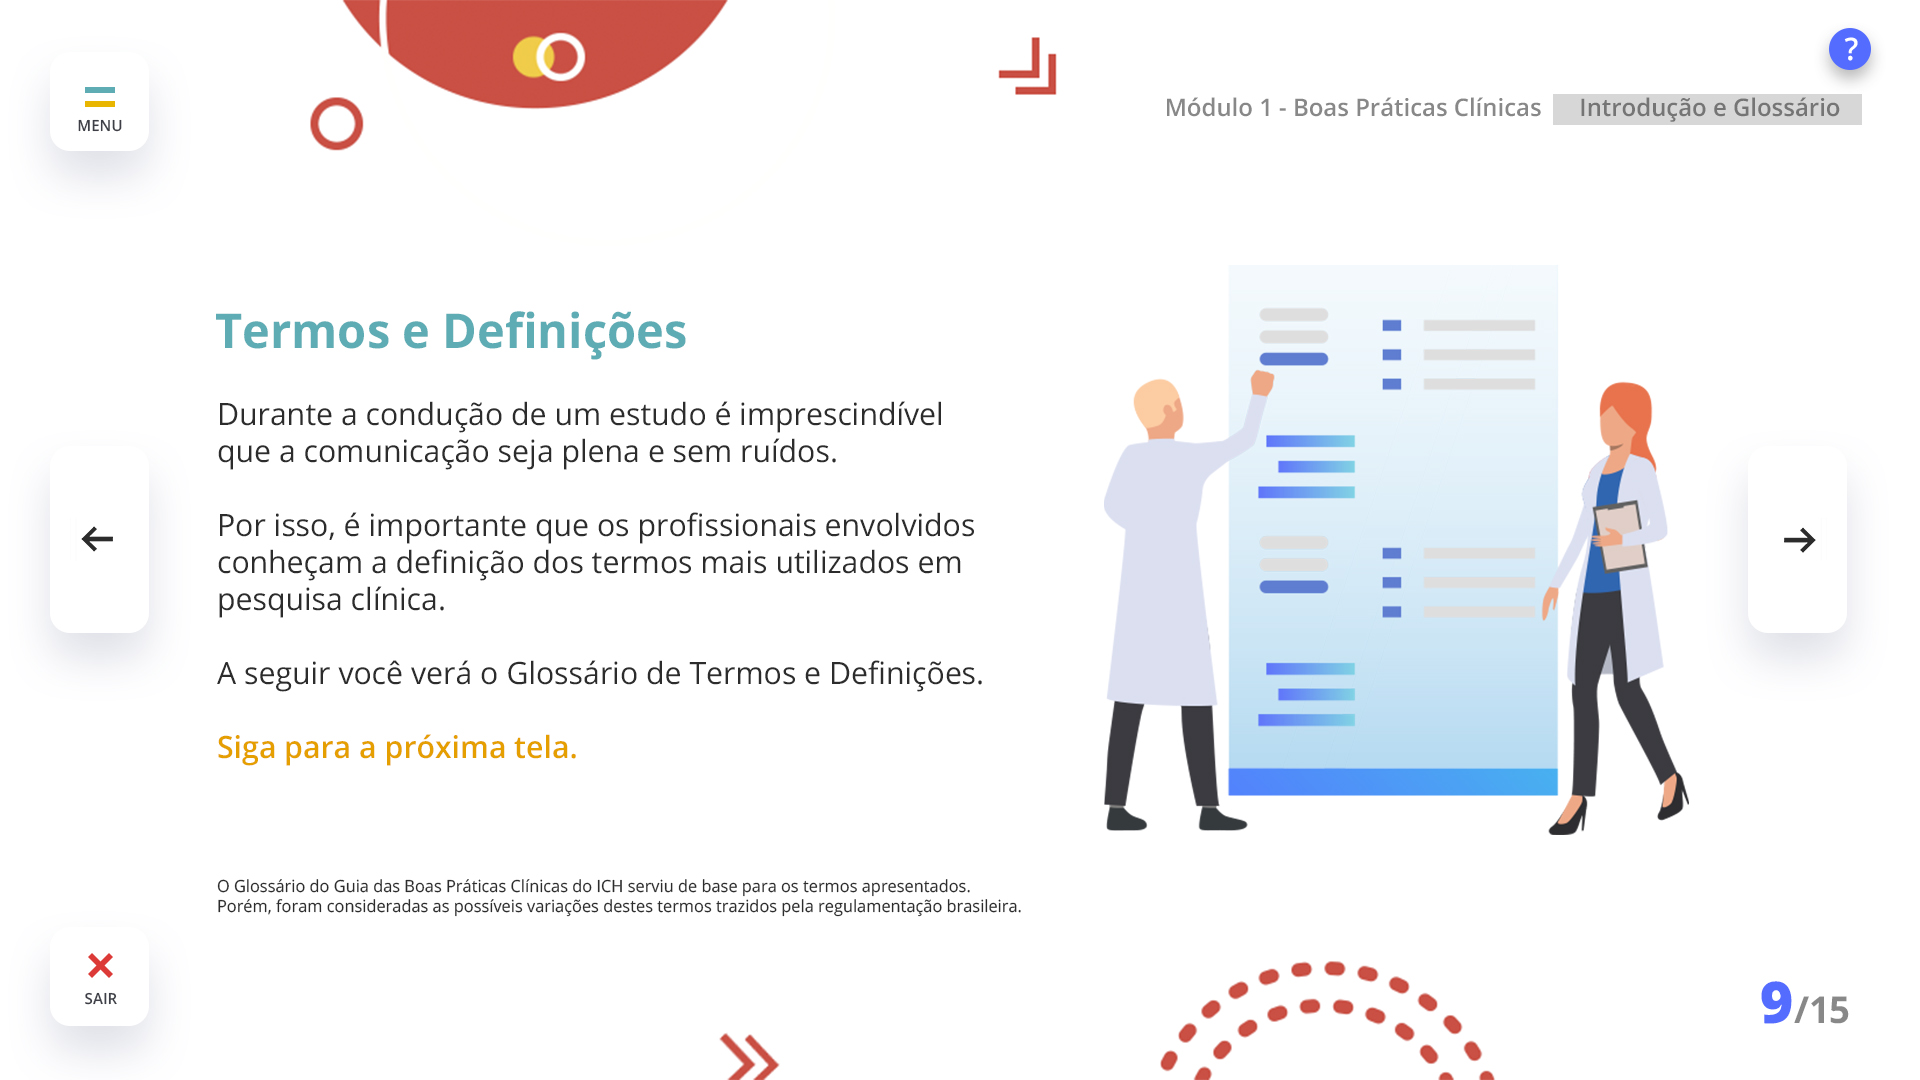 ?
MENU
Módulo 1 - Boas Práticas Clínicas Introdução e Glossário
Termos e Definições
Durante a condução de um estudo é imprescindível
que a comunicação seja plena e sem ruídos.
Por isso, é importante que os profissionais envolvidos
conheçam a definição dos termos mais utilizados em
pesquisa clínica.
A seguir você verá o Glossário de Termos e Definições.
Siga para a próxima tela.
O Glossário do Guia das Boas Práticas Clínicas do ICH serviu de base para os termos apresentados.
Porém, foram consideradas as possíveis variações destes termos trazidos pela regulamentação brasileira.
SAIR
9/15